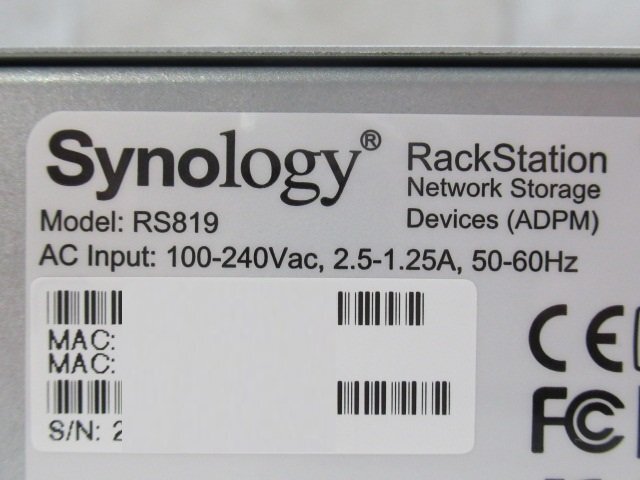 Synology® RackStation
Network Storage
Model: RS819 Devices (ADPM)
AC Input: 100-240Vac, 2.5-1.25A, 50-60Hz
MAC:
MAC:
S/N: 2
CE
FC